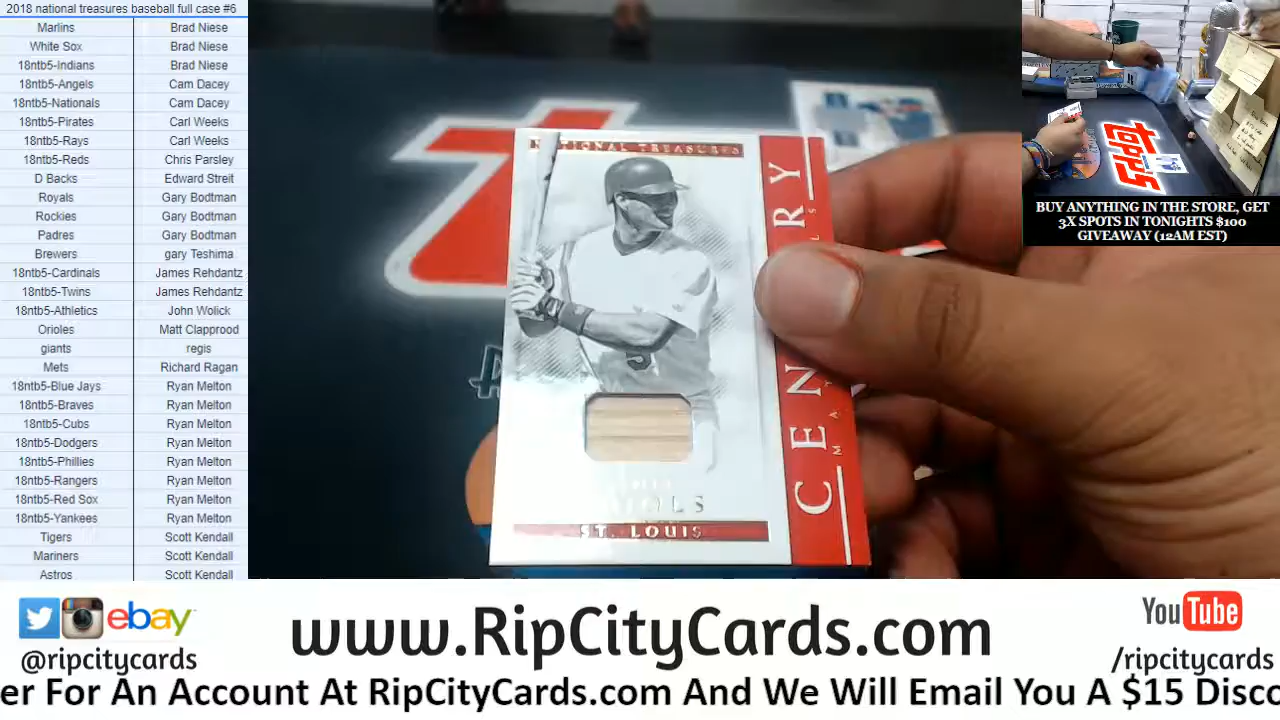 2018 national treasures baseball full case #6
Marlins Brad Niese
White Sox Brad Niese
18ntb5-Indians Brad Niese
18ntb5-Angels Cam Dacey
18ntb5-Nationals Cam Dacey
18ntb5-Pirates Carl Weeks
18ntb5-Rays Carl Weeks
18ntb5-Reds Chris Parsley
D Backs Edward Streit
Royals Gary Bodtman
Rockies Gary Bodtman
Padres Gary Bodtman
Brewers gary Teshima
18ntb5-Cardinals James Rehdantz
18ntb5-Twins James Rehdantz
18ntb5-Athletics John Wolick
Orioles Matt Clapprood
giants regis
Mets Richard Ragan
18ntb5-Blue Jays Ryan Melton
18ntb5-Braves Ryan Melton
18ntb5-Cubs Ryan Melton
18ntb5-Dodgers Ryan Melton
18ntb5-Phillies Ryan Melton
18ntb5-Rangers Ryan Melton
18ntb5-Red Sox Ryan Melton
18ntb5-Yankees Ryan Melton
Tigers Scott Kendall
Mariners Scott Kendall
Astros Scott Kendall
NATIONAL TREASURES
5
ST. LOUIS
topps
BUY ANYTHING IN THE STORE, GET
3X SPOTS IN TONIGHTS $100
GIVEAWAY (12AM EST)
ebay
@ripcitycards
www.RipCityCards.com
YouTube
/ripcitycards
er For An Account At RipCityCards.com And We Will Email You A $15 Disco